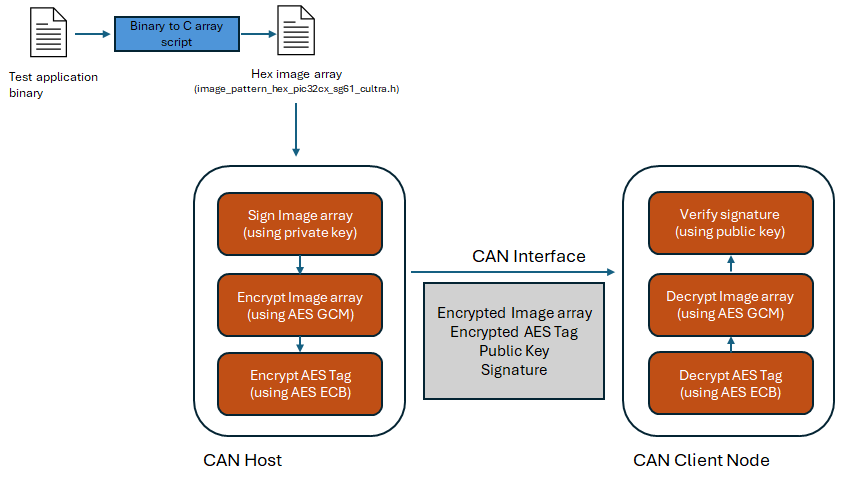 Binary to C array
script
Test application
binary
Hex image array
(image_pattern_hex_pic32cx_sg61_cultra.h)
Sign Image array
(using private key)
Encrypt Image array
(using AES GCM)
Encrypt AES Tag
(using AES ECB)
CAN Host
CAN Interface
Encrypted Image array
Encrypted AES Tag
Public Key
Signature
Verify signature
(using public key)
Decrypt Image array
(using AES GCM)
Decrypt AES Tag
(using AES ECB)
CAN Client Node